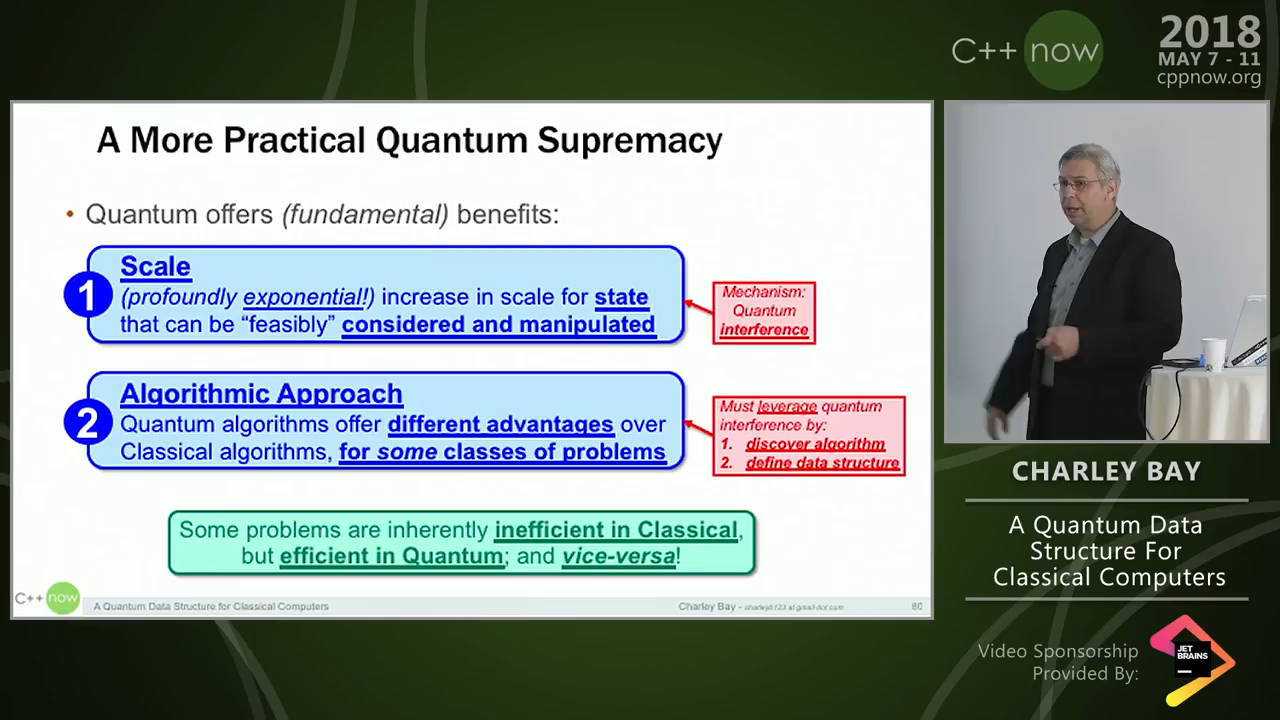 C++ now
2018
MAY 7 - 11
cppnow.org
A More Practical Quantum Supremacy
• Quantum offers (fundamental) benefits:
1
Scale
(profoundly exponential!) increase in scale for state
that can be “feasibly” considered and manipulated
Mechanism:
Quantum
interference
2
Algorithmic Approach
Quantum algorithms offer different advantages over
Classical algorithms, for some classes of problems
Must leverage quantum
interference by:
1. discover algorithm
2. define data structure
Some problems are inherently inefficient in Classical,
but efficient in Quantum; and vice-versa!
C++ now
A Quantum Data Structure for Classical Computers
Charley Bay - charleyb123 at gmail dot com
80
CHARLEY BAY
A Quantum Data
Structure For
Classical Computers
Video Sponsorship
Provided By:
JET
BRAINS